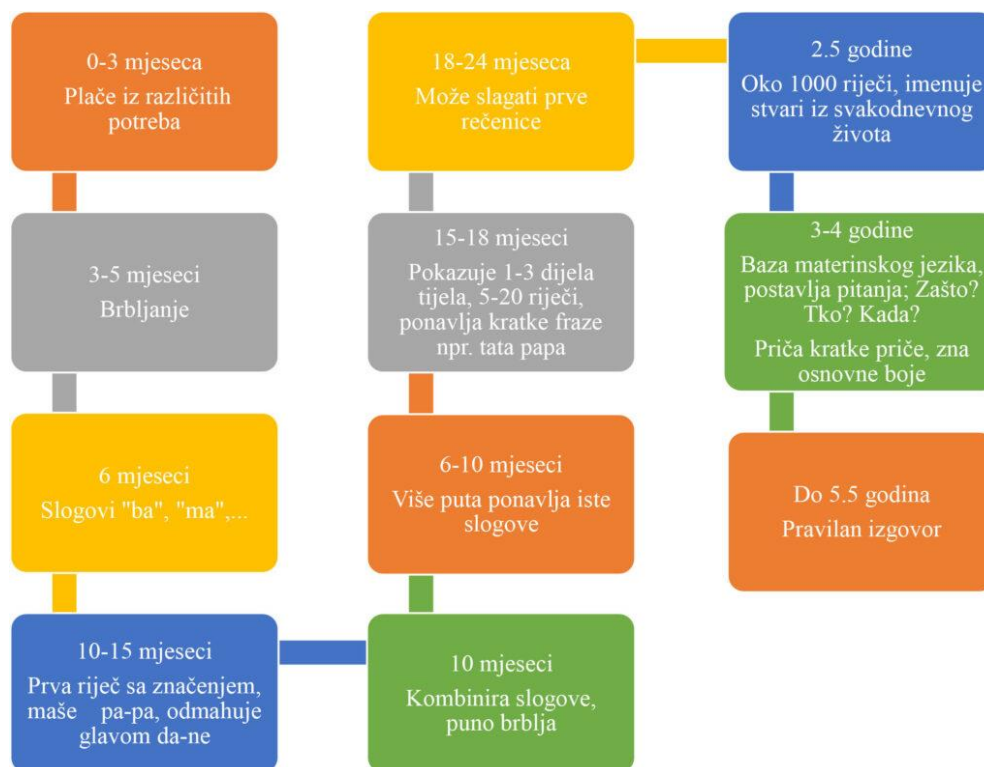 0-3 mjeseca
Plače iz različitih
potreba
3-5 mjeseci
Brbljanje
6 mjeseci
Slogovi "ba", "ma",...
10-15 mjeseci
Prva riječ sa značenjem,
maše pa-pa, odmahuje
glavom da-ne
10 mjeseci
Kombinira slogove,
puno brblja
6-10 mjeseci
Više puta ponavlja iste
slogove
15-18 mjeseci
Pokazuje 1-3 dijela
tijela, 5-20 riječi,
ponavlja kratke fraze
npr. tata papa
18-24 mjeseca
Može slagati prve
rečenice
2.5 godine
Oko 1000 riječi, imenuje
stvari iz svakodnevnog
života
3-4 godine
Baza materinskog jezika,
postavlja pitanja; Zašto?
Tko? Kada?
Priča kratke priče, zna
osnovne boje
Do 5.5 godina
Pravilan izgovor